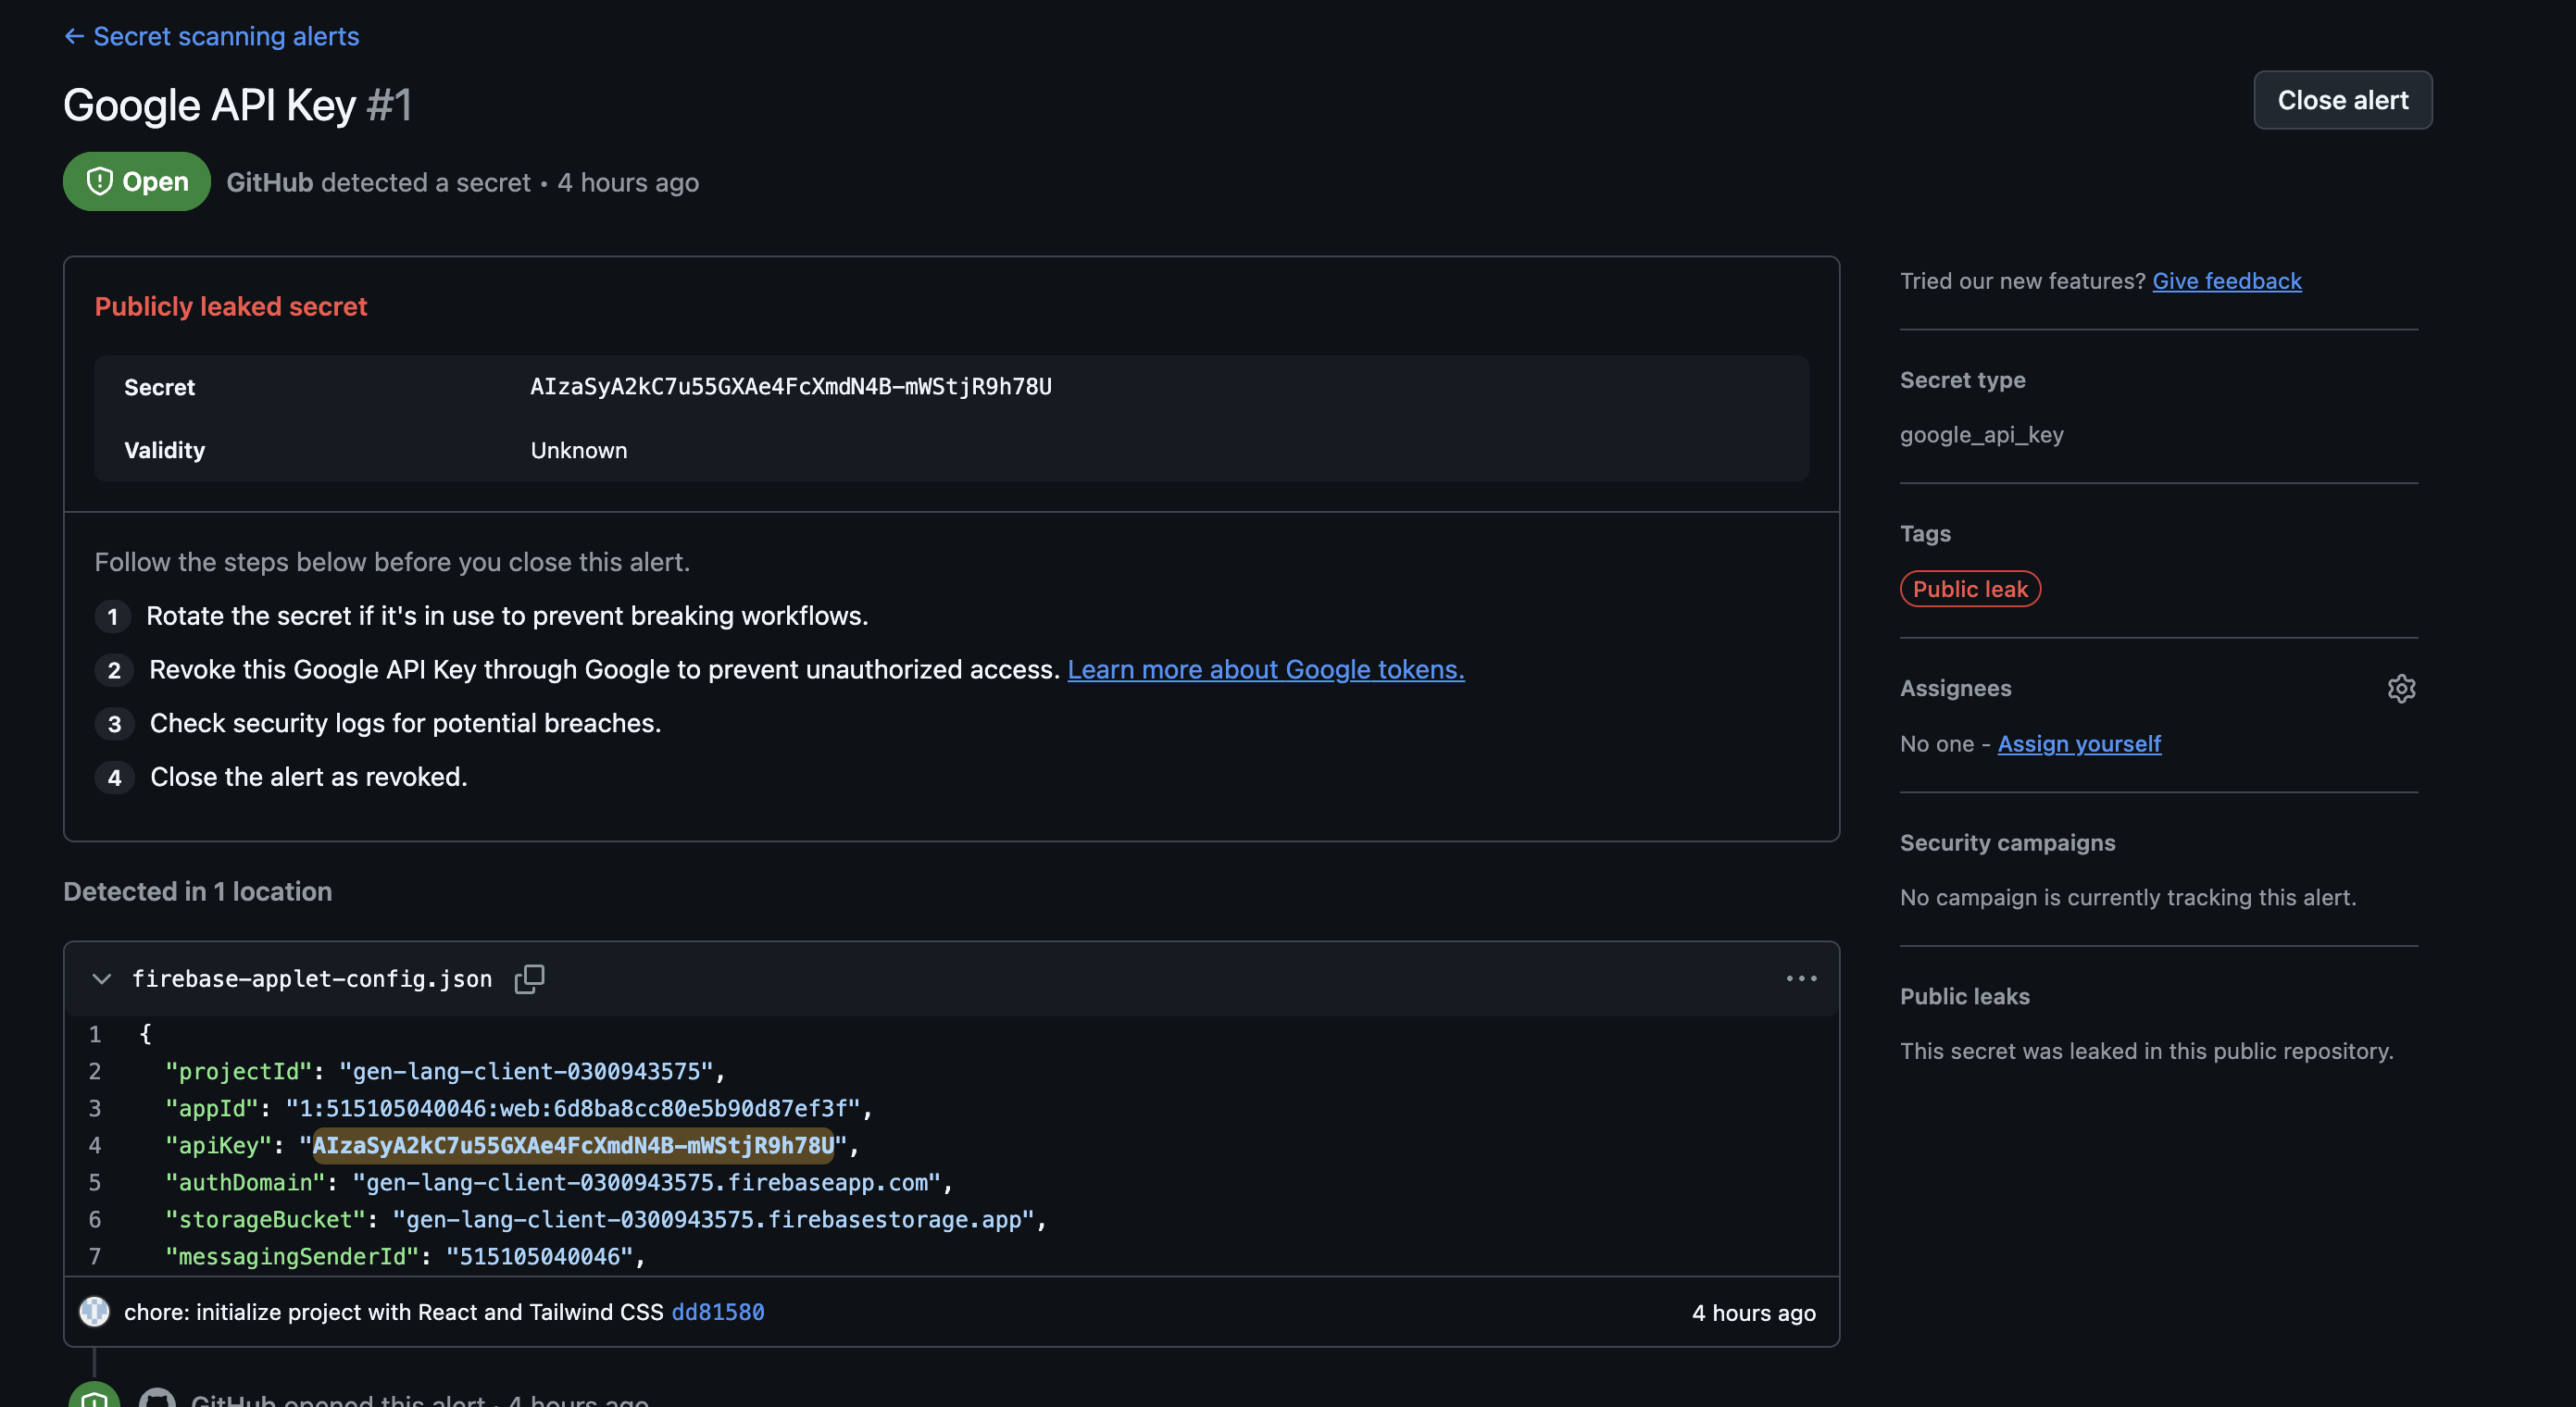 ← Secret scanning alerts
Google API Key #1
Close alert
Open GitHub detected a secret • 4 hours ago
Publicly leaked secret
Secret AIzaSyA2kC7u55GXAe4FcXmdN4B-mWStjR9h78U
Validity Unknown
Follow the steps below before you close this alert.
1 Rotate the secret if it's in use to prevent breaking workflows.
2 Revoke this Google API Key through Google to prevent unauthorized access. Learn more about Google tokens.
3 Check security logs for potential breaches.
4 Close the alert as revoked.
Detected in 1 location
firebase-applet-config.json
1 {
2 "projectId": "gen-lang-client-0300943575",
3 "appId": "1:515105040046:web:6d8ba8cc80e5b90d87ef3f",
4 "apiKey": "AIzaSyA2kC7u55GXAe4FcXmdN4B-mWStjR9h78U",
5 "authDomain": "gen-lang-client-0300943575.firebaseapp.com",
6 "storageBucket": "gen-lang-client-0300943575.firebasestorage.app",
7 "messagingSenderId": "515105040046",
chore: initialize project with React and Tailwind CSS dd81580 4 hours ago
GitHub opened this alert · 4 hours ago
Tried our new features? Give feedback
Secret type
google_api_key
Tags
Public leak
Assignees
No one - Assign yourself
Security campaigns
No campaign is currently tracking this alert.
Public leaks
This secret was leaked in this public repository.